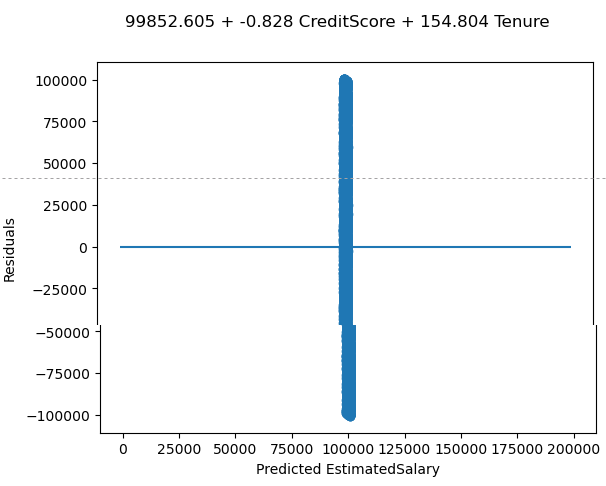 99852.605 + -0.828 CreditScore + 154.804 Tenure
100000
75000
50000
25000
0
−25000
−50000
−75000
−100000
Residuals
0 25000 50000 75000 100000 125000 150000 175000 200000
Predicted EstimatedSalary